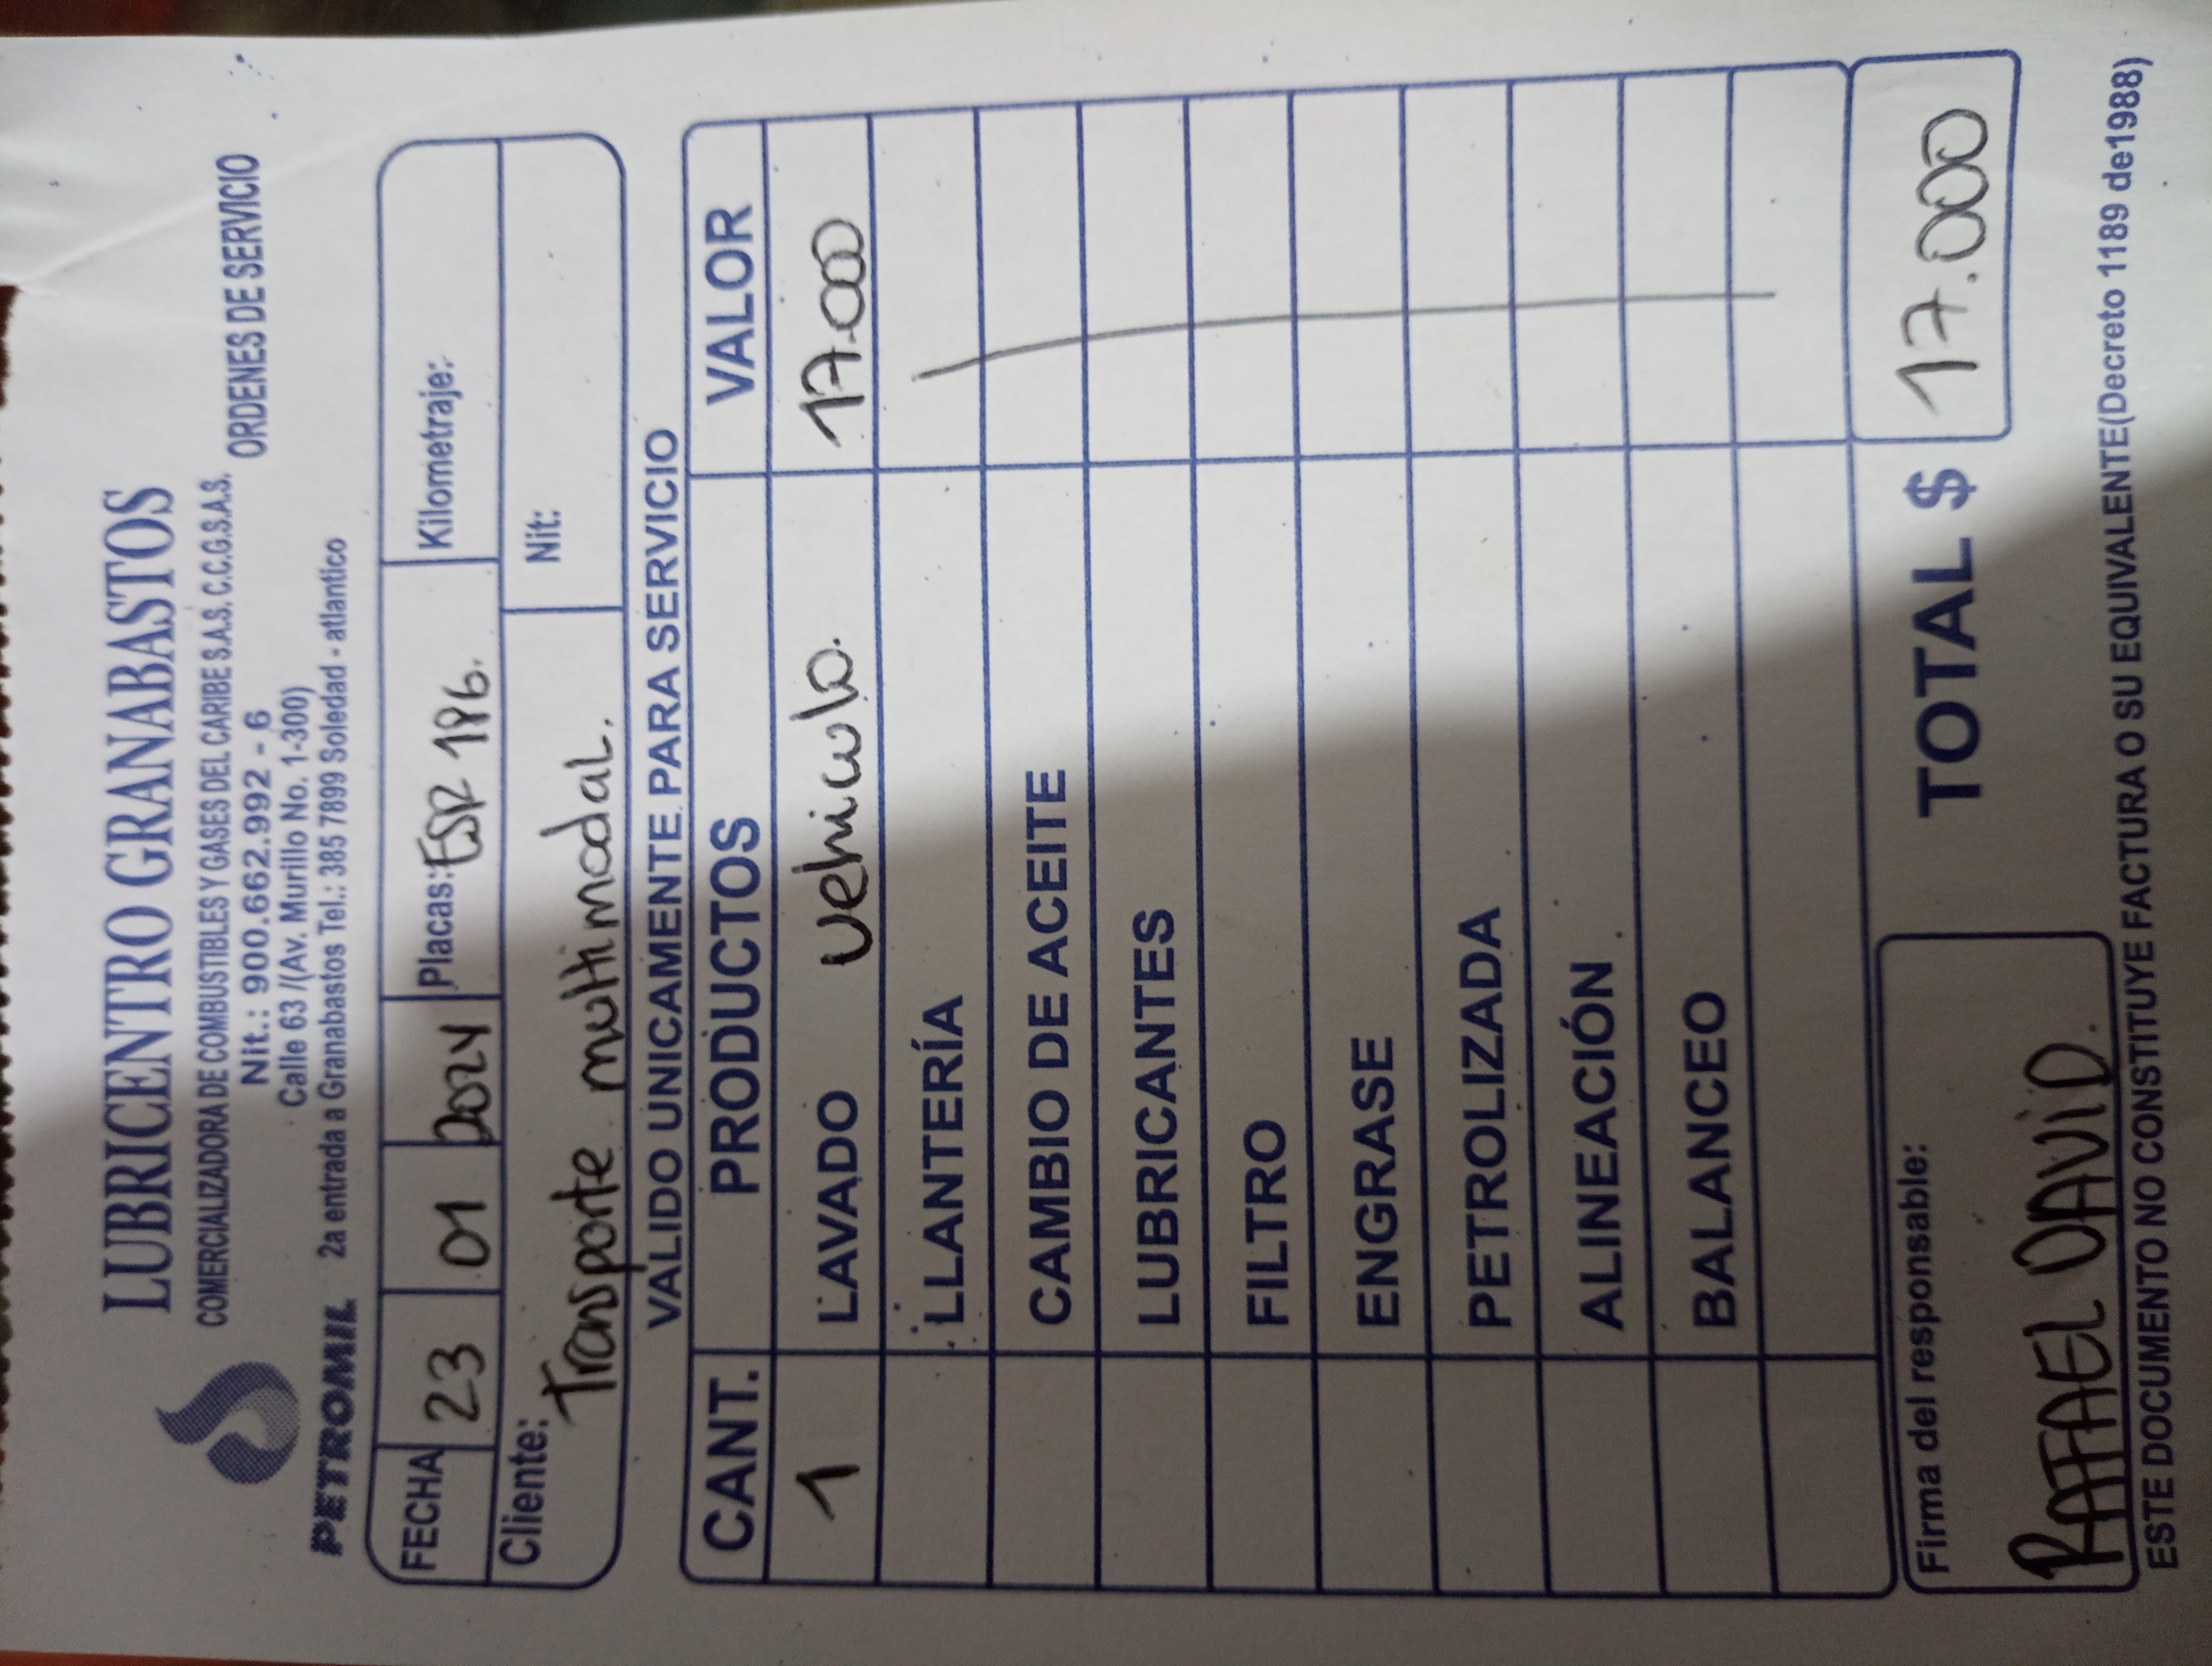 LUBRICENTRO GRANABASTOS
COMERCIALIZADORA DE COMBUSTIBLES Y GASES DEL CARIBE S.A.S. C.C.G.S.A.S.
ORDENES DE SERVICIO
Nit.: 900.662.992 - 6
Calle 63 /(Av. Murillo No. 1-300)
PETROMIL 2a entrada a Granabastos Tel.: 385 7899 Soledad - atlantico
FECHA 23 01 2024 Placas: ESR 186. Kilometraje:
Cliente: Transporte multimodal. Nit:
VALIDO UNICAMENTE PARA SERVICIO
CANT. PRODUCTOS VALOR
1 LAVADO vehiculo. 17.000
LLANTERÍA
CAMBIO DE ACEITE
LUBRICANTES
FILTRO
ENGRASE
PETROLIZADA
ALINEACIÓN
BALANCEO
Firma del responsable: TOTAL $ 17.000
RAFAEL DAViD.
ESTE DOCUMENTO NO CONSTITUYE FACTURA O SU EQUIVALENTE(Decreto 1189 de1988)